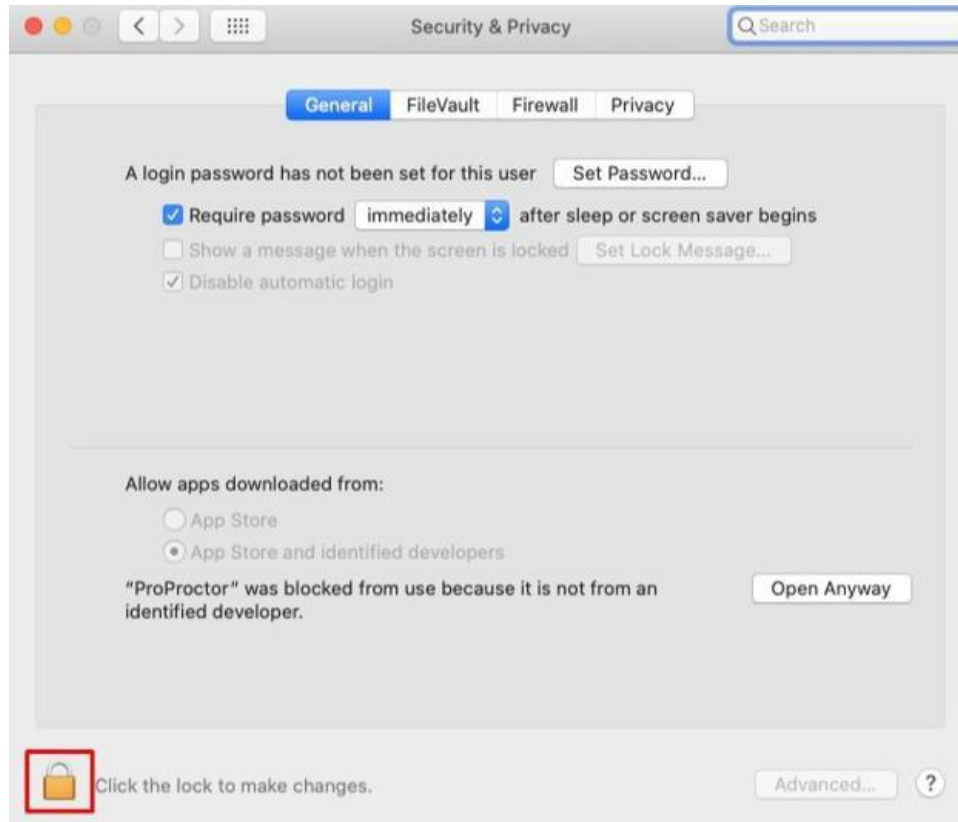 Security & Privacy
Search
General FileVault Firewall Privacy
A login password has not been set for this user Set Password...
Require password immediately after sleep or screen saver begins
Show a message when the screen is locked Set Lock Message...
Disable automatic login
Allow apps downloaded from:
App Store
App Store and identified developers
"ProProctor" was blocked from use because it is not from an
identified developer.
Open Anyway
Click the lock to make changes.
Advanced...
?